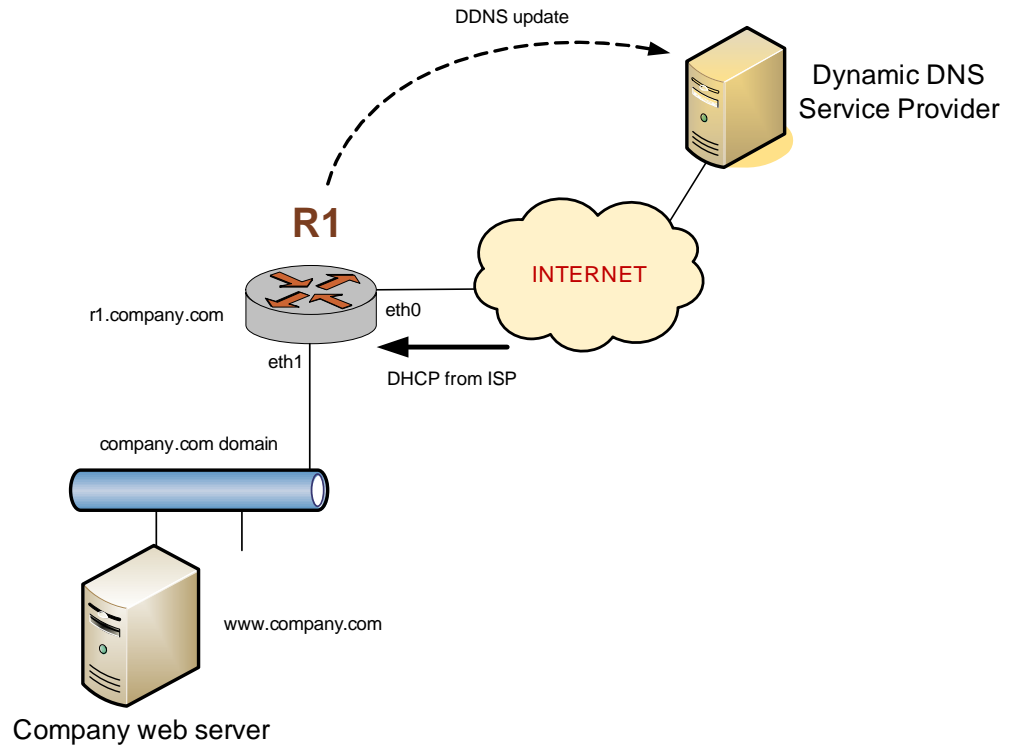 DDNS update
Dynamic DNS
Service Provider
R1
INTERNET
r1.company.com
eth0
eth1
DHCP from ISP
company.com domain
www.company.com
Company web server